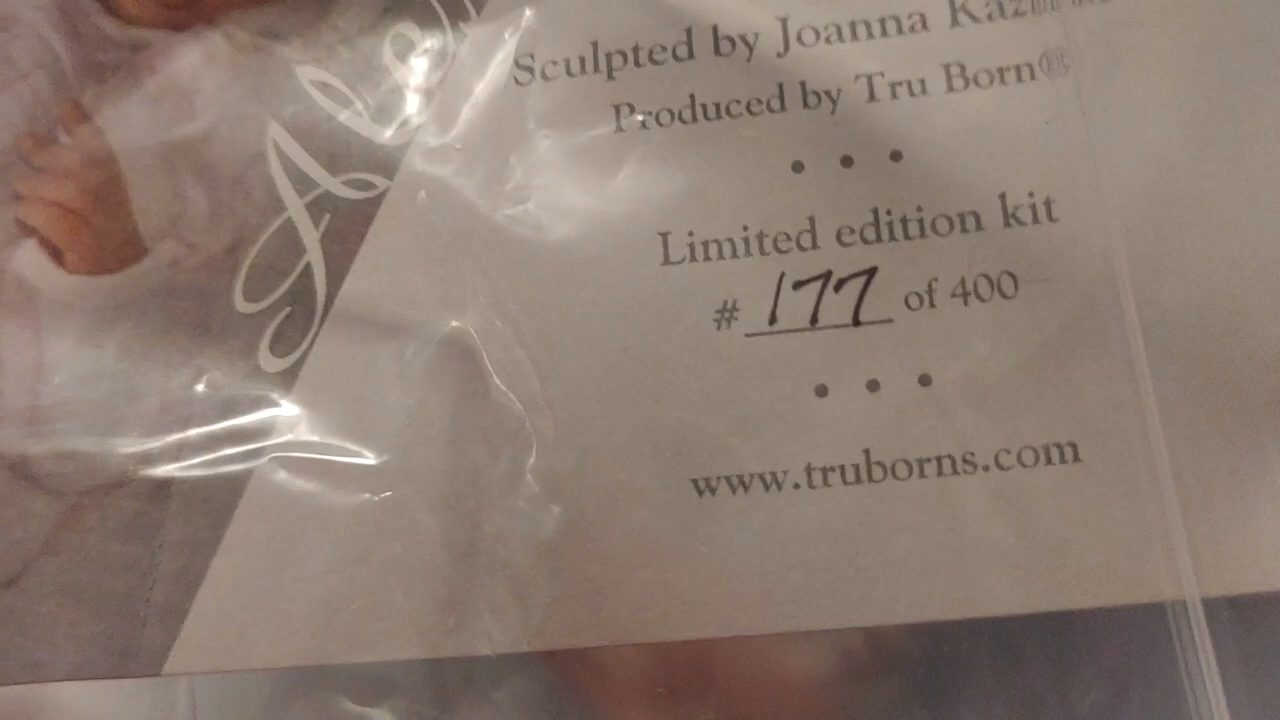 Sculpted by Joanna
Produced by Tru Born®
• • •
Limited edition kit
# 177 of 400
• • •
www.truborns.com